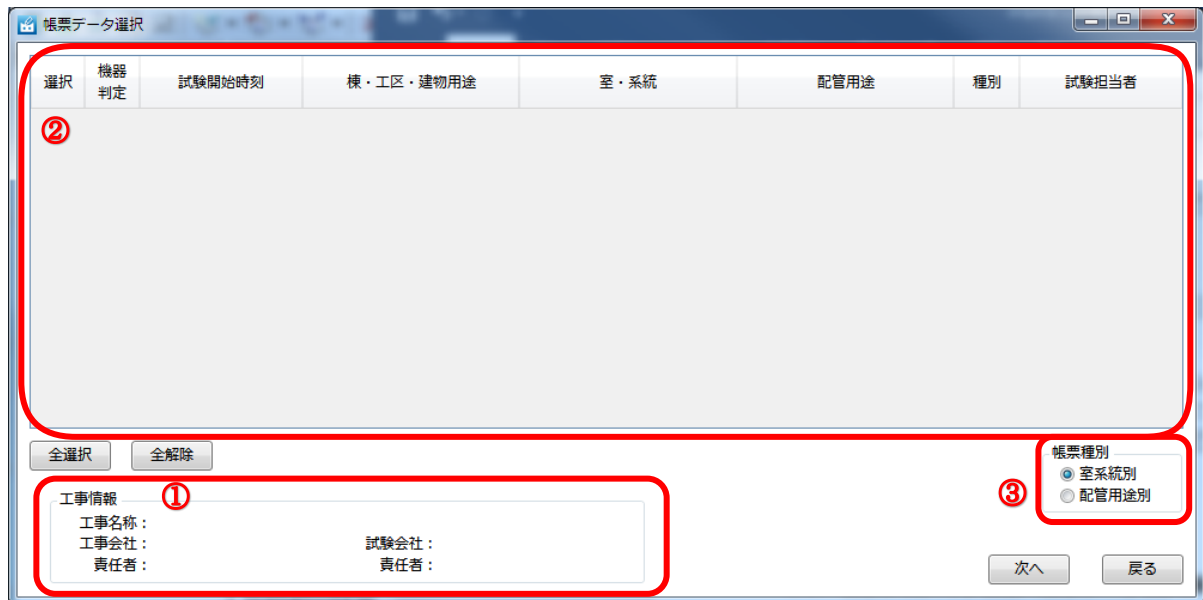 帳票データ選択
選択 機器判定 試験開始時刻 棟・工区・建物用途 室・系統 配管用途 種別 試験担当者
②
全選択 全解除
帳票種別
室系統別
配管用途別
③
工事情報
①
工事名称：
工事会社： 試験会社：
責任者： 責任者：
次へ 戻る